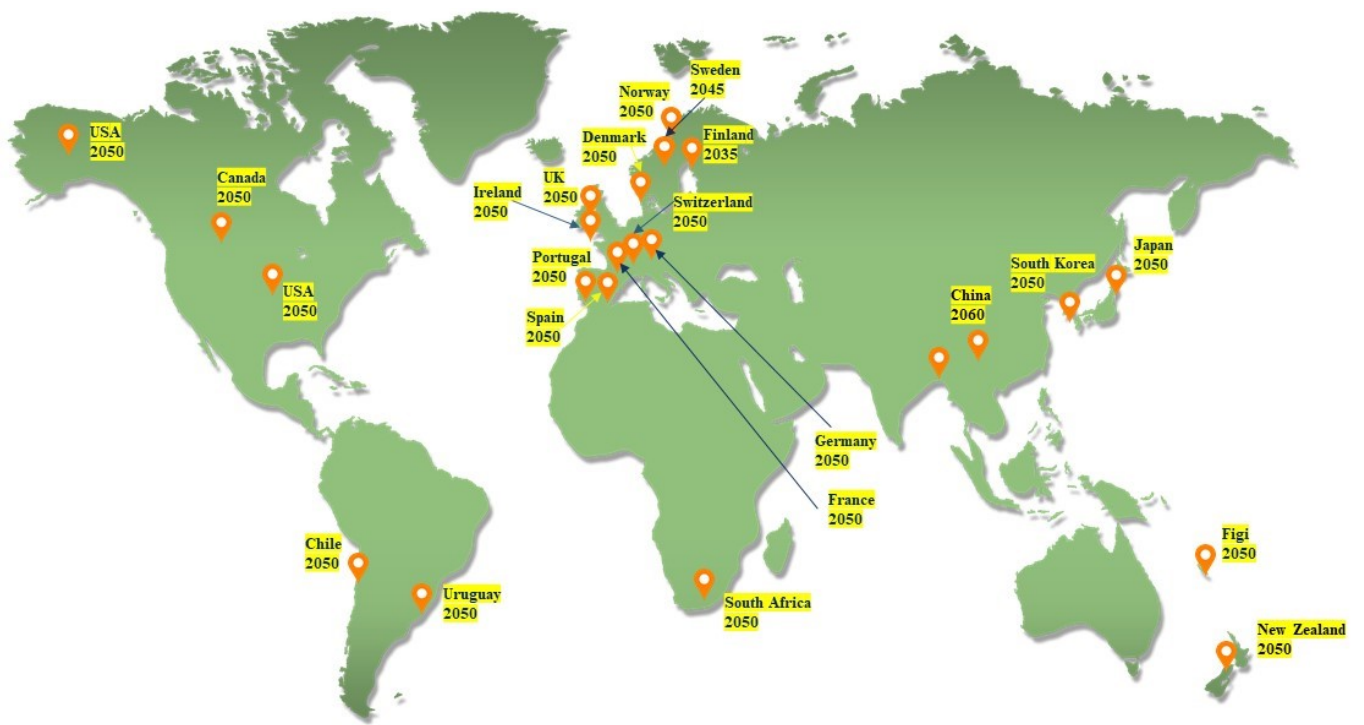 Sweden
2045
Norway
2050
USA
2050
Denmark
2050
Finland
2035
Canada
2050
UK
2050
Ireland
2050
Switzerland
2050
Portugal
2050
Japan
2050
South Korea
2050
USA
2050
China
2060
Spain
2050
Germany
2050
France
2050
Chile
2050
Figi
2050
Uruguay
2050
South Africa
2050
New Zealand
2050